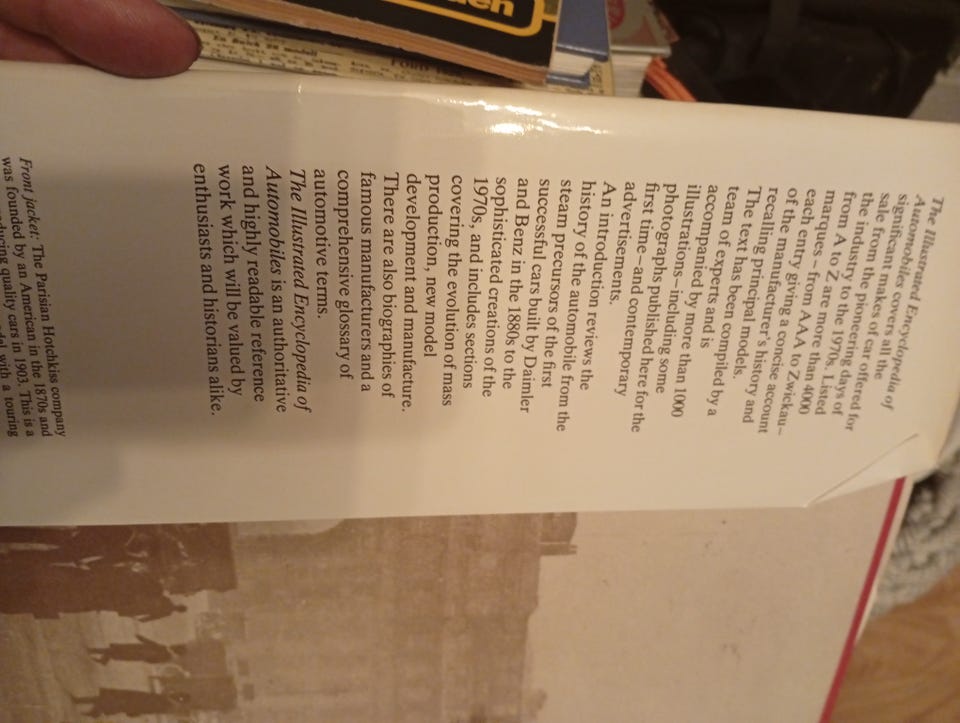 The Illustrated Encyclopedia of
Automobiles covers all the
significant makes of car offered for
sale from the pioneering days of
the industry to the 1970s. Listed
from A to Z are more than 4000
marques – from AAA to Zwickau –
each entry giving a concise account
of the manufacturer's history and
recalling principal models.
The text has been compiled by a
team of experts and is
accompanied by more than 1000
illustrations – including some
photographs published here for the
first time – and contemporary
advertisements.
An introduction reviews the
history of the automobile from the
steam precursors of the first
successful cars built by Daimler
and Benz in the 1880s to the
sophisticated creations of the
1970s, and includes sections
covering the evolution of mass
production, new model
development and manufacture.
There are also biographies of
famous manufacturers and a
comprehensive glossary of
automotive terms.
The Illustrated Encyclopedia of
Automobiles is an authoritative
and highly readable reference
work which will be valued by
enthusiasts and historians alike.
Front jacket: The Parisian Hotchkiss company
was founded by an American in the 1870s and
quality cars in 1903. This is a
with a touring